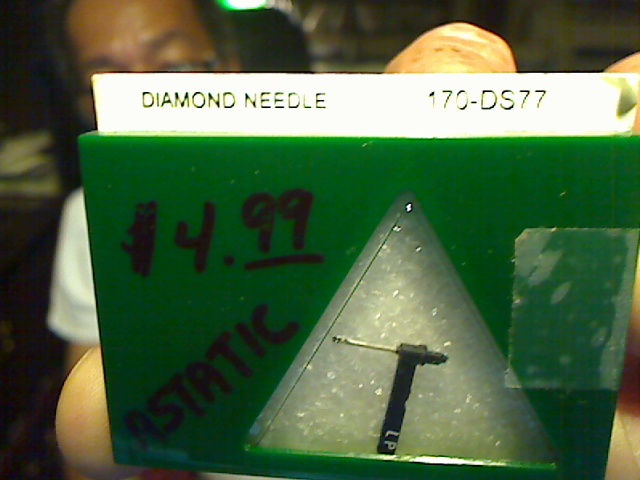 DIAMOND NEEDLE 170-DS77
$4.99
ASTATIC
LP